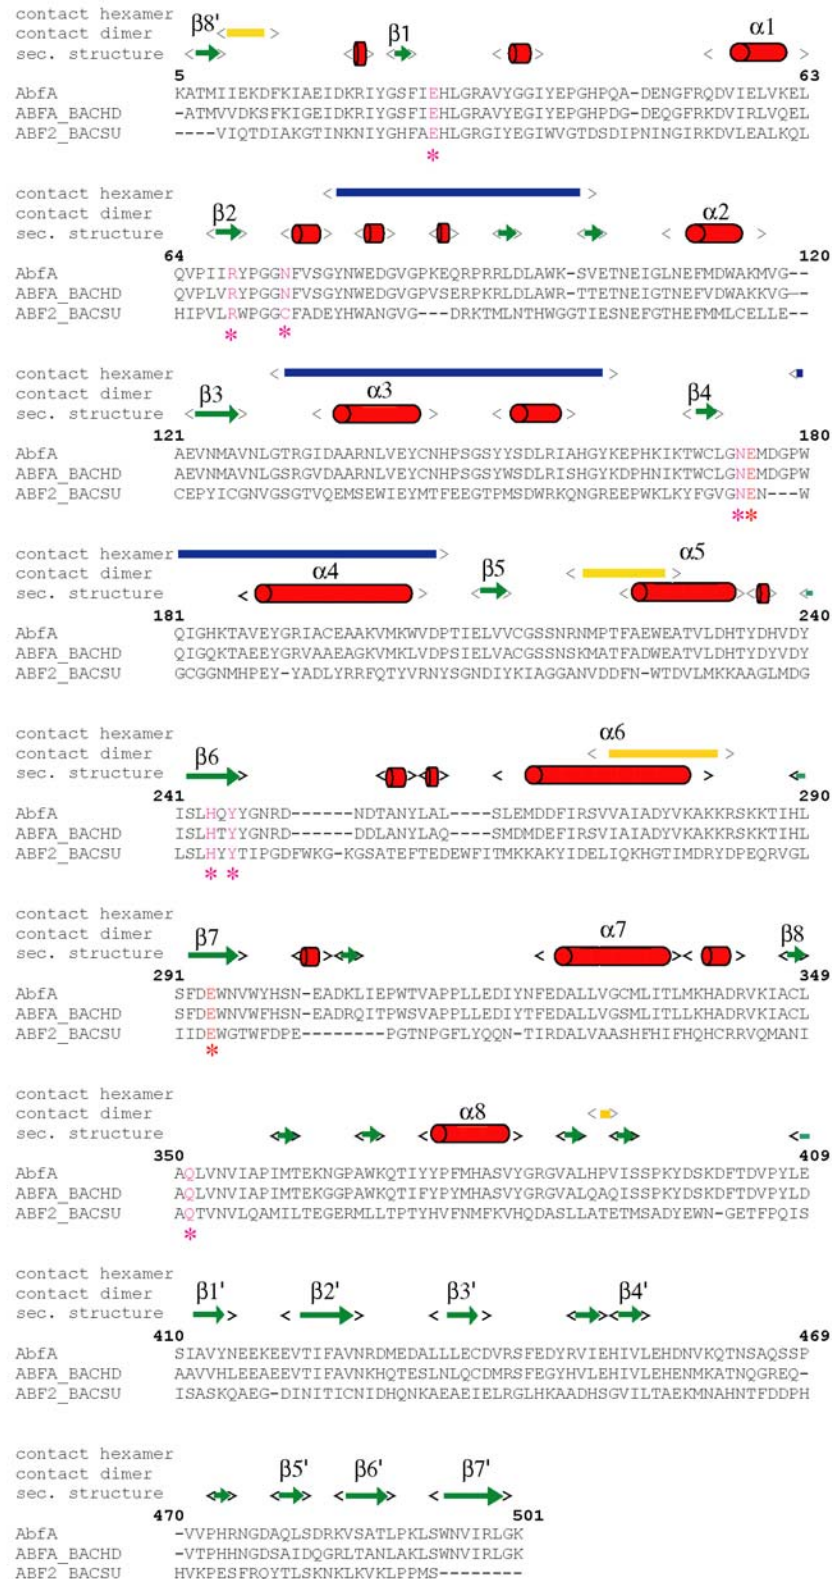 contact hexamer
contact dimer
sec. structure
β8' β1 α1
5 63
AbfA KATMIIEKDFKIAEIDKRIYGSFIEHLGRAVYGGIYEPGHPQA-DENGFRQDVIELVKEL
ABFA_BACHD -ATMVVDKSFKIGEIDKRIYGSFIEHLGRAVYEGIYEPGHPDG-DEQGFRKDVIRLVQEL
ABF2_BACSU ----VIQTDIAKGTINKNIYGHFAEHLGRGIYEGIWVGTDSDIPNINGIRKDVLEALKQL
*
contact hexamer
contact dimer
sec. structure
β2 α2
64 120
AbfA QVPIIRYPGGNFVSGYNWEDGVGPKEQRPRRLDLAWK-SVETNEIGLNEFMDWAKMVG--
ABFA_BACHD QVPLVRYPGGNFVSGYNWEDGVGPVSERPKRLDLAWR-TTETNEIGTNEFVDWAKKVG--
ABF2_BACSU HIPVLRWPGGCFADEYHWANGVG---DRKTMLNTHWGGTIESNEFGTHEFMMLCELLE--
* *
contact hexamer
contact dimer
sec. structure
β3 α3 β4
121 180
AbfA AEVNMAVNLGTRGIDAARNLVEYCNHPSGSYYSDLRIAHGYKEPHKIKTWCLGNEMDGPW
ABFA_BACHD AEVNMAVNLGSRGVDAARNLVEYCNHPSGSYWSDLRISHGYKDPHNIKTWCLGNEMDGPW
ABF2_BACSU CEPYICGNVGSGTVQEMSEWIEYMTFEEGTPMSDWRKQNGREEPWKLKYFGVGNEN---W
**
contact hexamer
contact dimer
sec. structure
α4 β5 α5
181 240
AbfA QIGHKTAVEYGRIACEAAKVMKWVDPTIELVVCGSSNRNMPTFAEWEATVLDHTYDHVDY
ABFA_BACHD QIGQKTAEEYGRVAAEAGKVMKLVDPSIELVACGSSNSKMATFADWEATVLDHTYDYVDY
ABF2_BACSU GCGGNMHPEY-YADLYRRFQTYVRNYSGNDIYKIAGGANVDDFN-WTDVLMKKAAGLMDG
contact hexamer
contact dimer
sec. structure
β6 α6
241 290
AbfA ISLHQYYGNRD------NDTANYLAL----SLEMDDFIRSVVAIADYVKAKKRSKKTIHL
ABFA_BACHD ISLHTYYGNRD------DDLANYLAQ----SMDMDEFIRSVIAIADYVKAKKRSKKTIHL
ABF2_BACSU LSLHYYTIPGDFWKG-KGSATEFTEDEWFITMKKAKYIDELIQKHGTIMDRYDPEQRVGL
* *
contact hexamer
contact dimer
sec. structure
β7 α7 β8
291 349
AbfA SFDEWNVWYHSN-EADKLIEPWTVAPPLLEDIYNFEDALLVGCMLITLMKHADRVKIACL
ABFA_BACHD SFDEWNVWFHSN-EADRQITPWSVAPPLLEDIYTFEDALLVGSMLITLLKHADRVKIACL
ABF2_BACSU IIDEWGTWFDPE--------PGTNPGFLYQQN-TIRDALVAASHFHIFHQHCRRVQMANI
*
contact hexamer
contact dimer
sec. structure
α8
350 409
AbfA AQLVNVIAPIMTEKNGPAWKQTIYYPFMHASVYGRGVALHPVISSPKYDSKDFTDVPYLE
ABFA_BACHD AQLVNVIAPIMTEKGGPAWKQTIFYPYMHASVYGRGVALQAQISSPKYDSKDFTDVPYLD
ABF2_BACSU AQTVNVLQAMILTEGERMLLTPTYHVFNMFKVHQDASLLATETMSADYEWN-GETFPQIS
*
contact hexamer
contact dimer
sec. structure
β1' β2' β3' β4'
410 469
AbfA SIAVYNEEKEEVTIFAVNRDMEDALLLECDVRSFEDYRVIEHIVLEHDNVKQTNSAQSSP
ABFA_BACHD AAVVHLEEAEEVTIFAVNKHQTESLNLQCDMRSFEGYHVLEHIVLEHENMKATNQGREQ-
ABF2_BACSU ISASKQAEG-DINITICNIDHQNKAEAEIELRGLHKAADHSGVILTAEKMNAHNTFDDPH
contact hexamer
contact dimer
sec. structure
β5' β6' β7'
470 501
AbfA -VVPHRNGDAQLSDRKVSATLPKLSWNVIRLGK
ABFA_BACHD -VTPHHNGDSAIDQGRLTANLAKLSWNVIRLGK
ABF2_BACSU HVKPESFRQYTLSKNKLKVKLPPMS--------